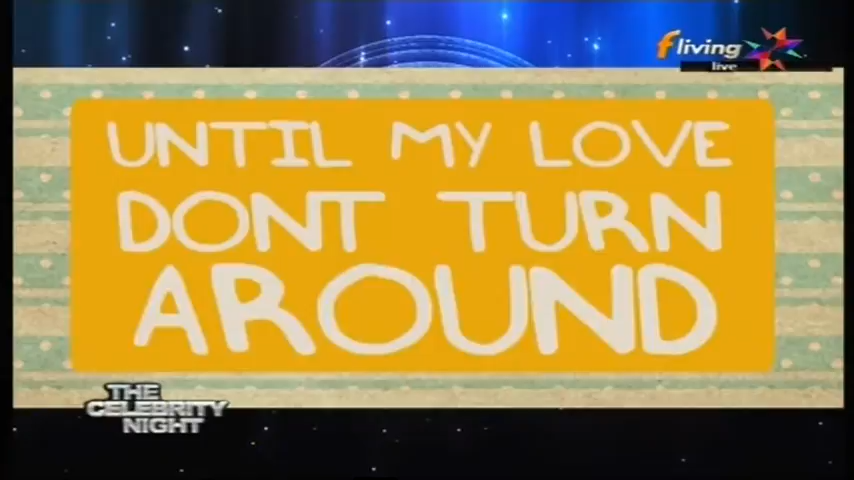 f living
live
UNTIL MY LOVE
DONT TURN
AROUND
THE
CELEBRITY
NIGHT